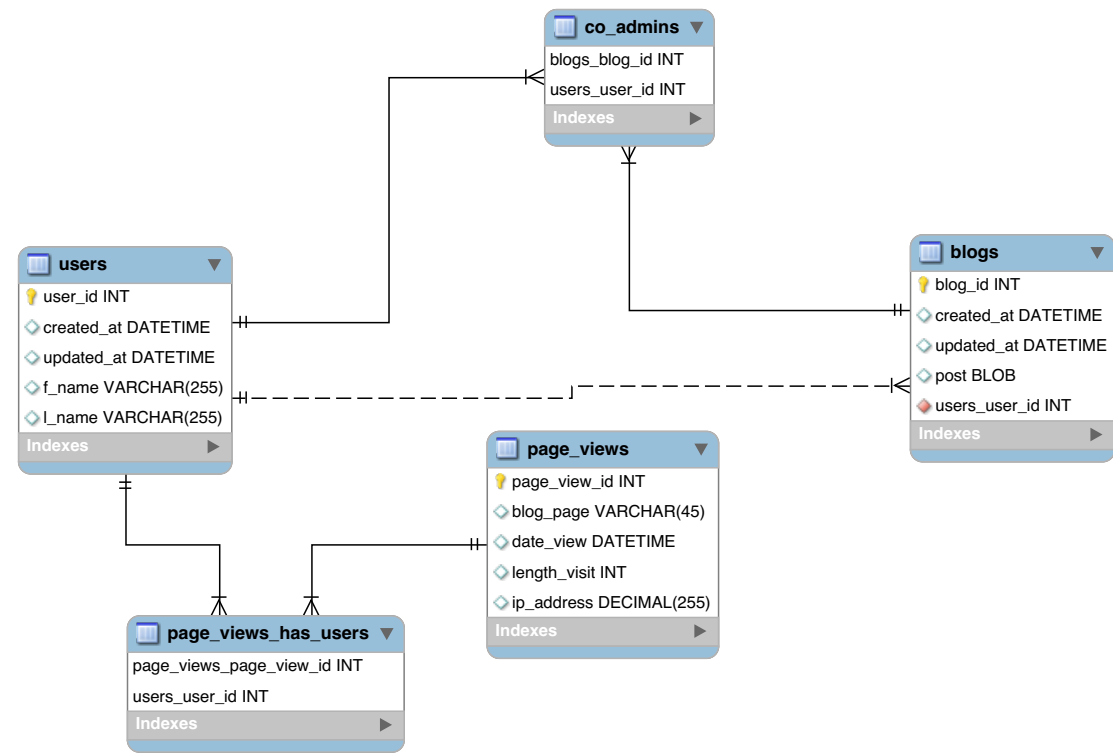 co_admins
blogs_blog_id INT
users_user_id INT
Indexes
users
user_id INT
created_at DATETIME
updated_at DATETIME
f_name VARCHAR(255)
l_name VARCHAR(255)
Indexes
blogs
blog_id INT
created_at DATETIME
updated_at DATETIME
post BLOB
users_user_id INT
Indexes
page_views
page_view_id INT
blog_page VARCHAR(45)
date_view DATETIME
length_visit INT
ip_address DECIMAL(255)
Indexes
page_views_has_users
page_views_page_view_id INT
users_user_id INT
Indexes